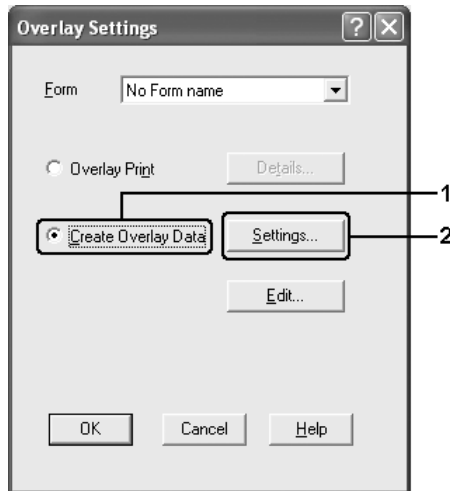 Overlay Settings
Form No Form name
Overlay Print Details...
1
Create Overlay Data Settings... 2
Edit...
OK Cancel Help